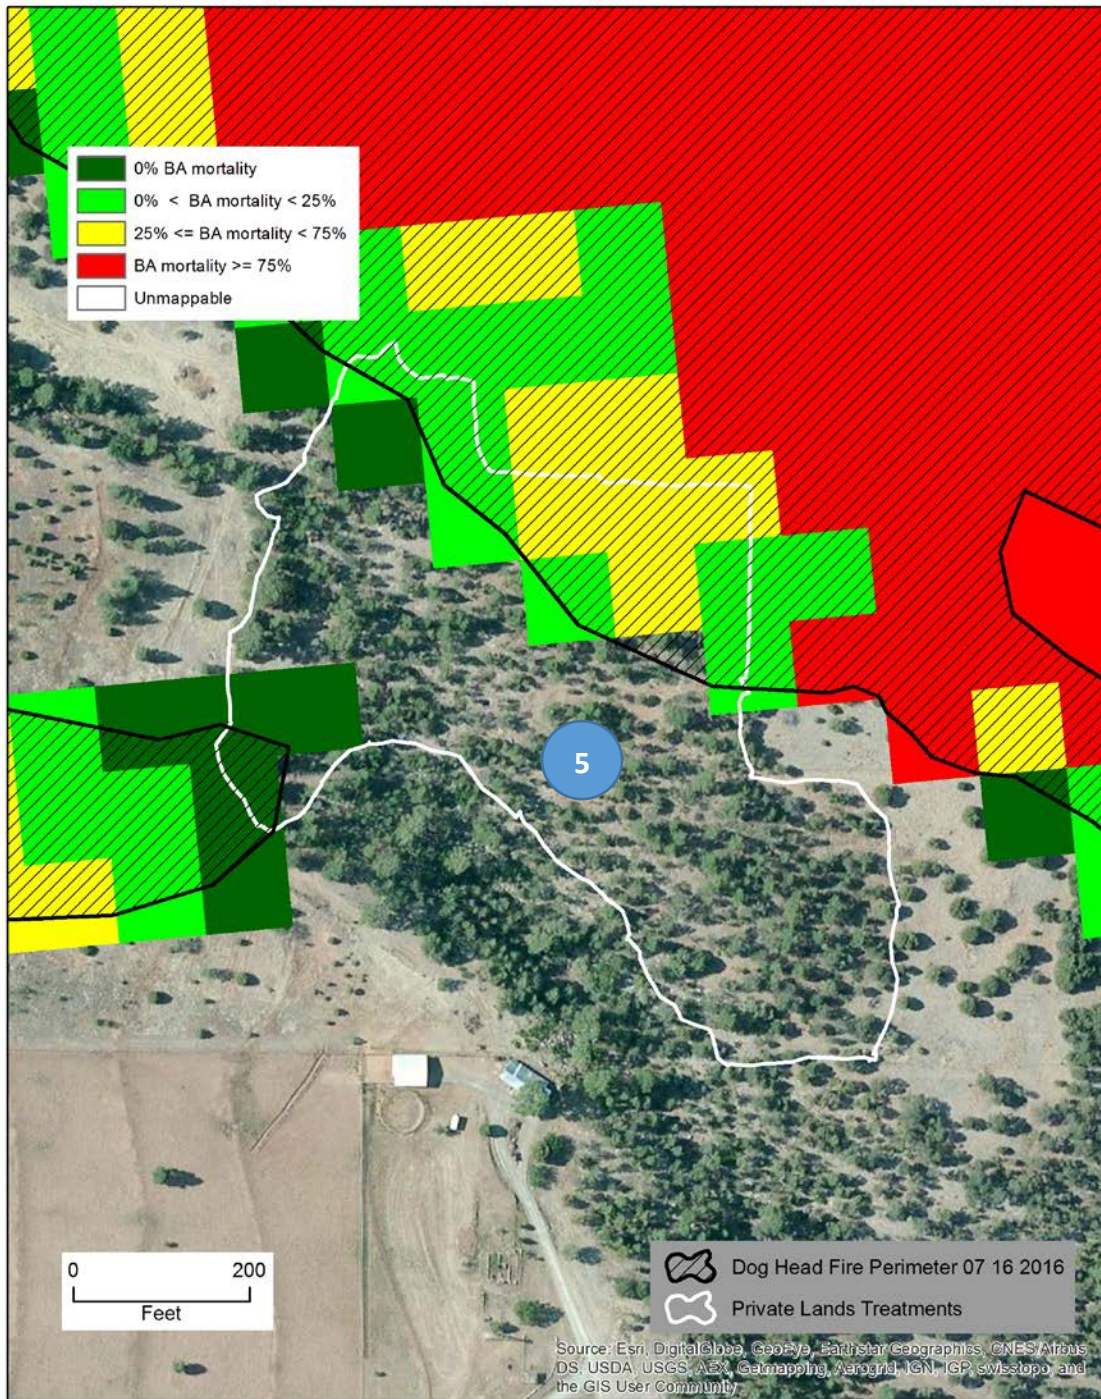 0% BA mortality
0% < BA mortality < 25%
25% <= BA mortality < 75%
BA mortality >= 75%
Unmappable
5
0 200
Feet
Dog Head Fire Perimeter 07 16 2016
Private Lands Treatments
Source: Esri, DigitalGlobe, GeoEye, Earthstar Geographics, CNES/Airbus
DS, USDA, USGS, AEX, Getmapping, Aerogrid, IGN, IGP, swisstopo, and
the GIS User Community